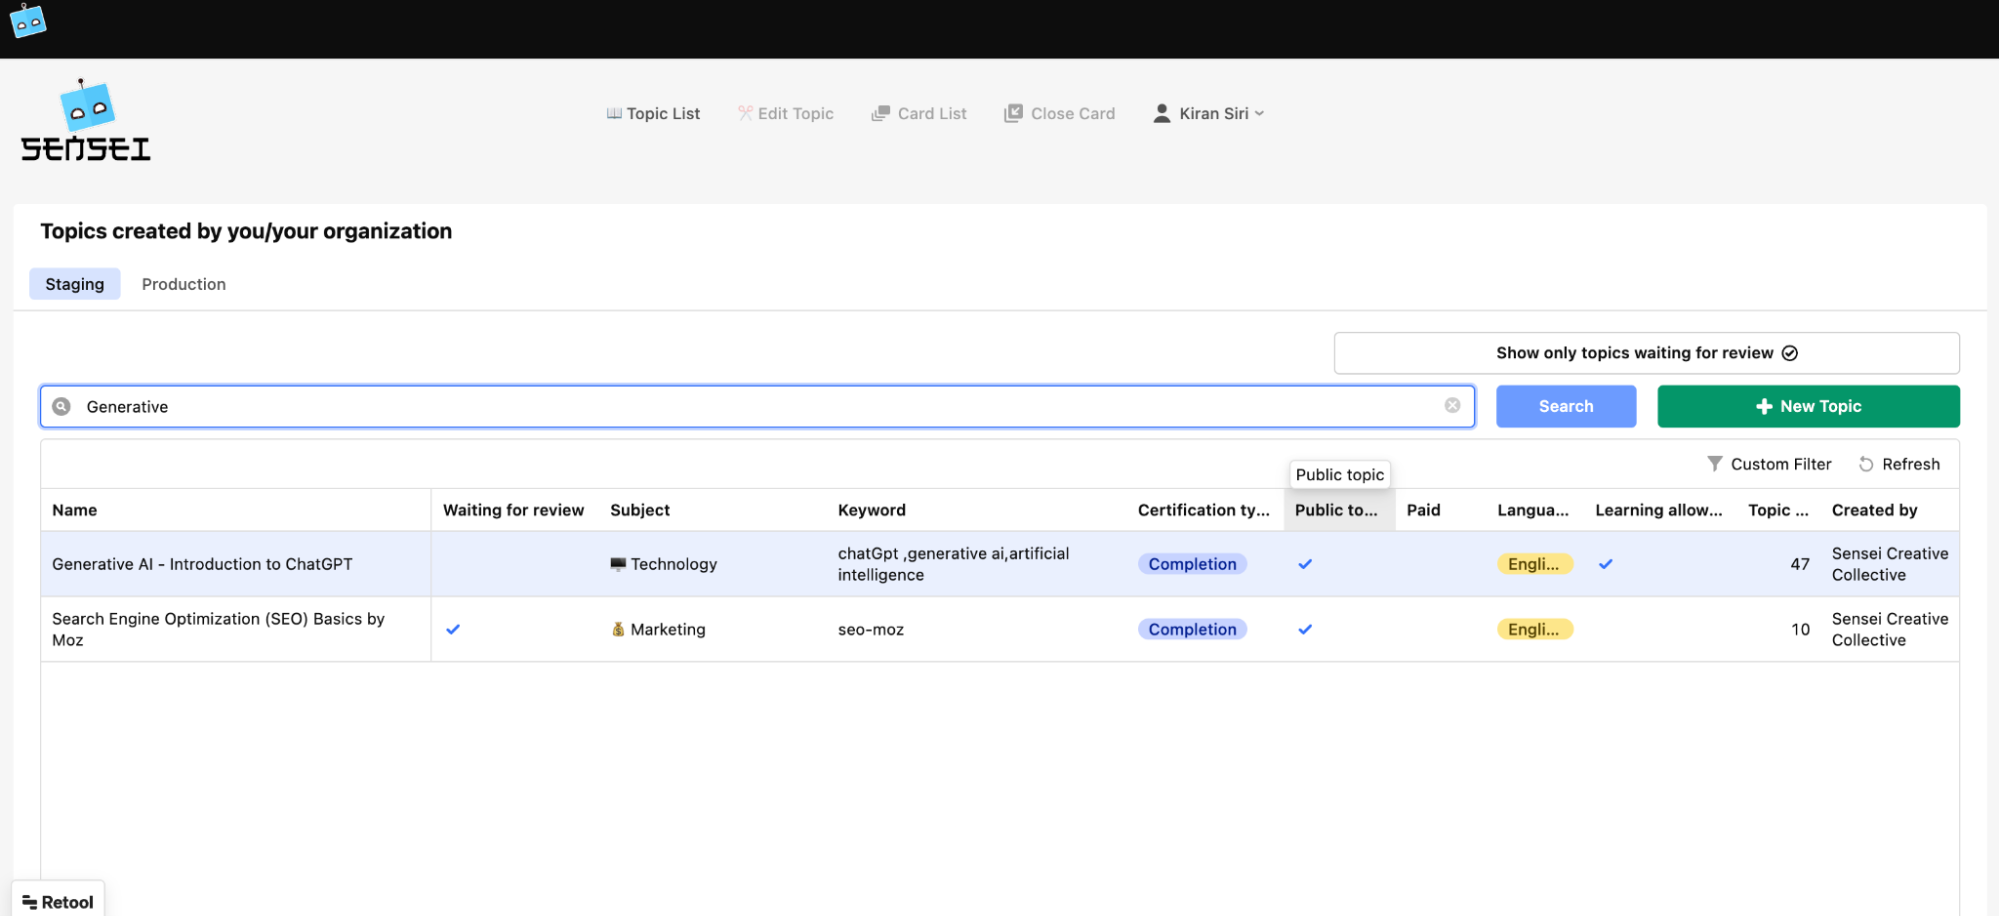 SENSEI
Topic List
Edit Topic
Card List
Close Card
Kiran Siri
Topics created by you/your organization
Staging
Production
Show only topics waiting for review
Generative
Search
New Topic
Custom Filter
Refresh
Public topic
Name
Waiting for review
Subject
Keyword
Certification ty...
Public to...
Paid
Langua...
Learning allow...
Topic ...
Created by
Generative AI - Introduction to ChatGPT
Technology
chatGpt ,generative ai,artificial
intelligence
Completion
Engli...
47
Sensei Creative
Collective
Search Engine Optimization (SEO) Basics by
Moz
Marketing
seo-moz
Completion
Engli...
10
Sensei Creative
Collective
Retool